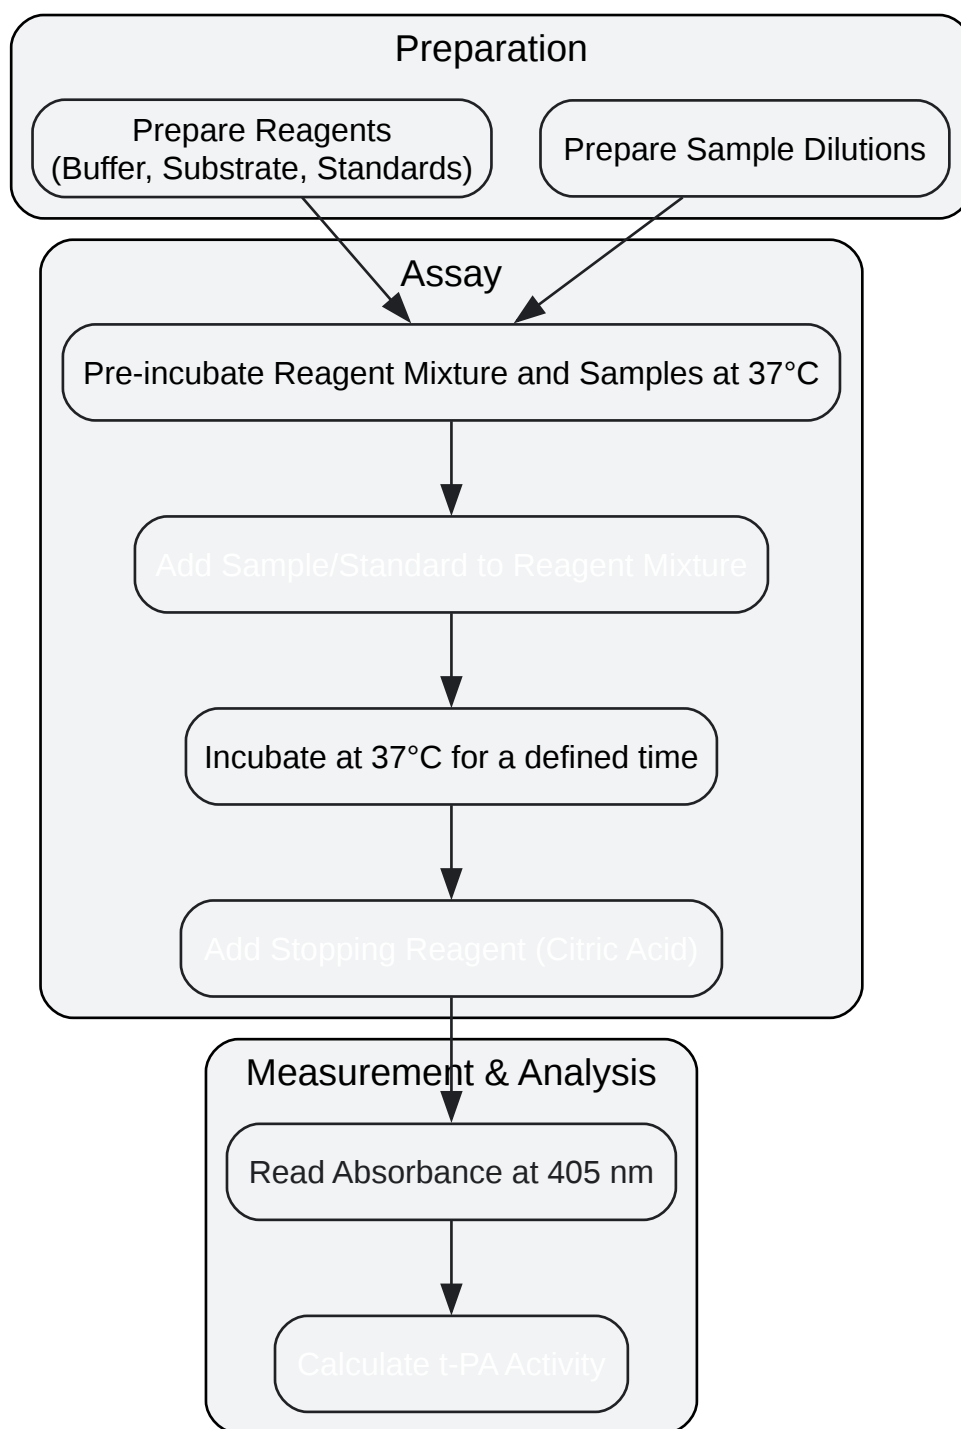 Preparation
Prepare Reagents
(Buffer, Substrate, Standards)
Prepare Sample Dilutions
Assay
Pre-incubate Reagent Mixture and Samples at 37°C
Add Sample/Standard to Reagent Mixture
Incubate at 37°C for a defined time
Add Stopping Reagent (Citric Acid)
Measurement & Analysis
Read Absorbance at 405 nm
Calculate t-PA Activity